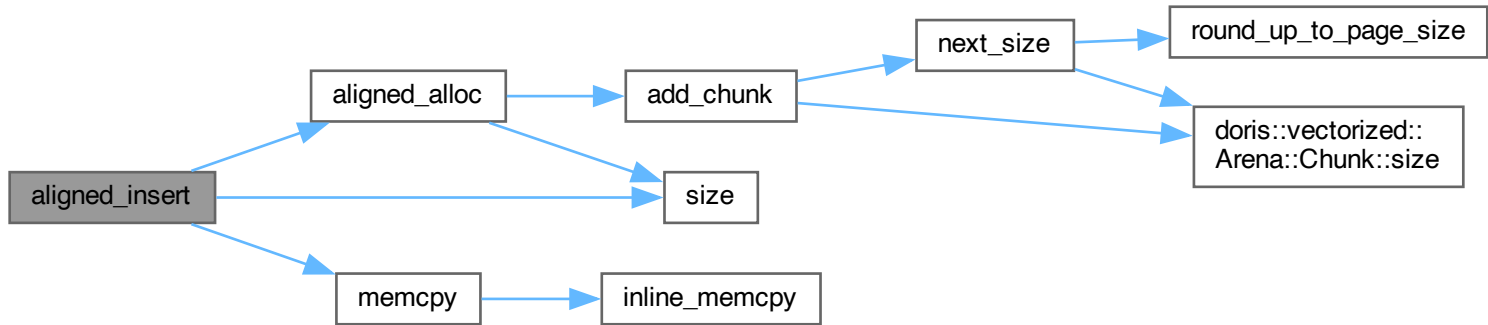 round_up_to_page_size
next_size
aligned_alloc
add_chunk
doris::vectorized::
Arena::Chunk::size
aligned_insert
size
memcpy
inline_memcpy